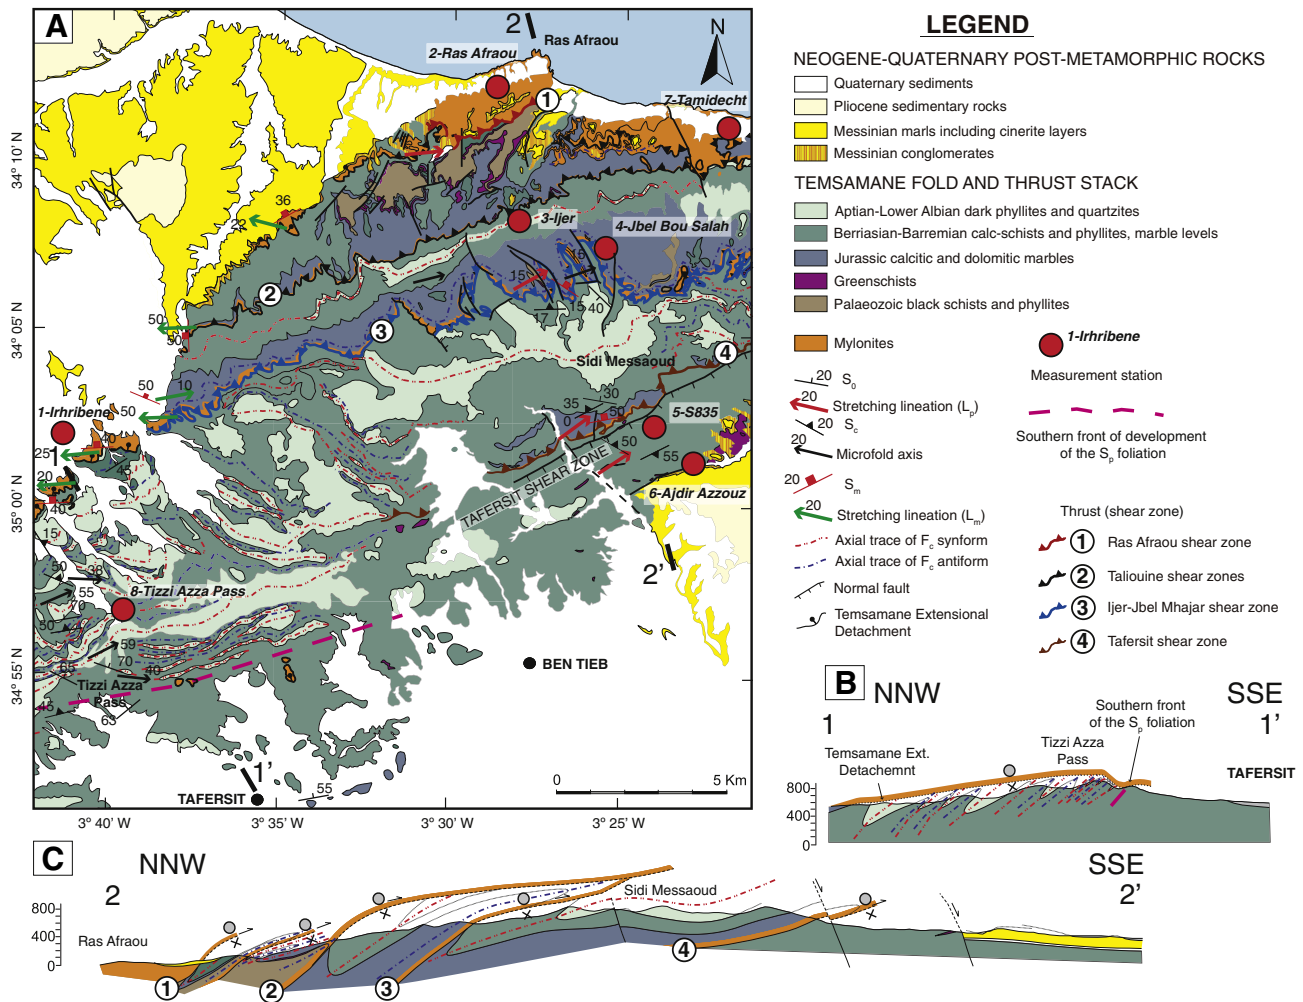 A
2
Ras Afraou
2-Ras Afraou
N
7-Tamidecht
1
34° 10' N
36
22
3-Ijer
4-Jbel Bou Salah
15
15
2
15
17
40
50
50
34° 05' N
3
4
Sidi Messaoud
50
10
50
35
30
0
50
5-S835
1-Irhribene
40
50
1
25
45
55
20
TAFERSIT SHEAR ZONE
6-Ajdir Azzouz
40
35° 00' N
15
2'
50
38
55
8-Tizzi Azza Pass
70
50
59
70
65
40
BEN TIEB
34° 55' N
Tizzi Azza
Pass
45
63
1'
55
TAFERSIT
0
5 Km
3° 40' W
3° 35' W
3° 30' W
3° 25' W
LEGEND
NEOGENE-QUATERNARY POST-METAMORPHIC ROCKS
Quaternary sediments
Pliocene sedimentary rocks
Messinian marls including cinerite layers
Messinian conglomerates
TEMSAMANE FOLD AND THRUST STACK
Aptian-Lower Albian dark phyllites and quartzites
Berriasian-Barremian calc-schists and phyllites, marble levels
Jurassic calcitic and dolomitic marbles
Greenschists
Palaeozoic black schists and phyllites
Mylonites
20 S0
20 Stretching lineation (Lp)
20 Sc
20 Microfold axis
20 Sm
20 Stretching lineation (Lm)
Axial trace of Fc synform
Axial trace of Fc antiform
Normal fault
Temsamane Extensional
Detachment
1-Irhribene
Measurement station
Southern front of development
of the Sp foliation
Thrust (shear zone)
1 Ras Afraou shear zone
2 Taliouine shear zones
3 Ijer-Jbel Mhajar shear zone
4 Tafersit shear zone
B
NNW
SSE
1
1'
Southern front
of the Sp foliation
Temsamane Ext.
Detachemnt
Tizzi Azza
Pass
TAFERSIT
800
400
0
C
NNW
SSE
2
2'
Sidi Messaoud
800
400
0
Ras Afraou
1
2
3
4